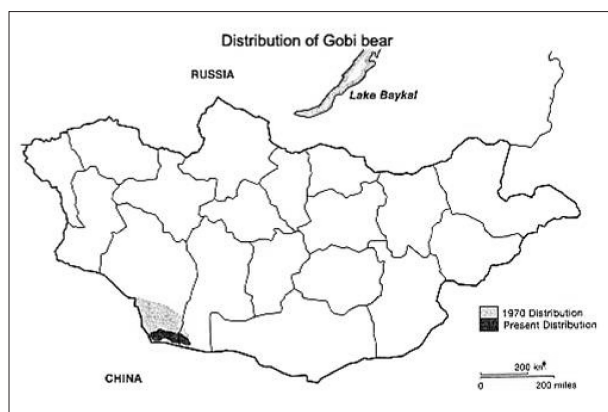 Distribution of Gobi bear
RUSSIA
Lake Baykal
1970 Distribution
Present Distribution
CHINA
200 km
0 200 miles